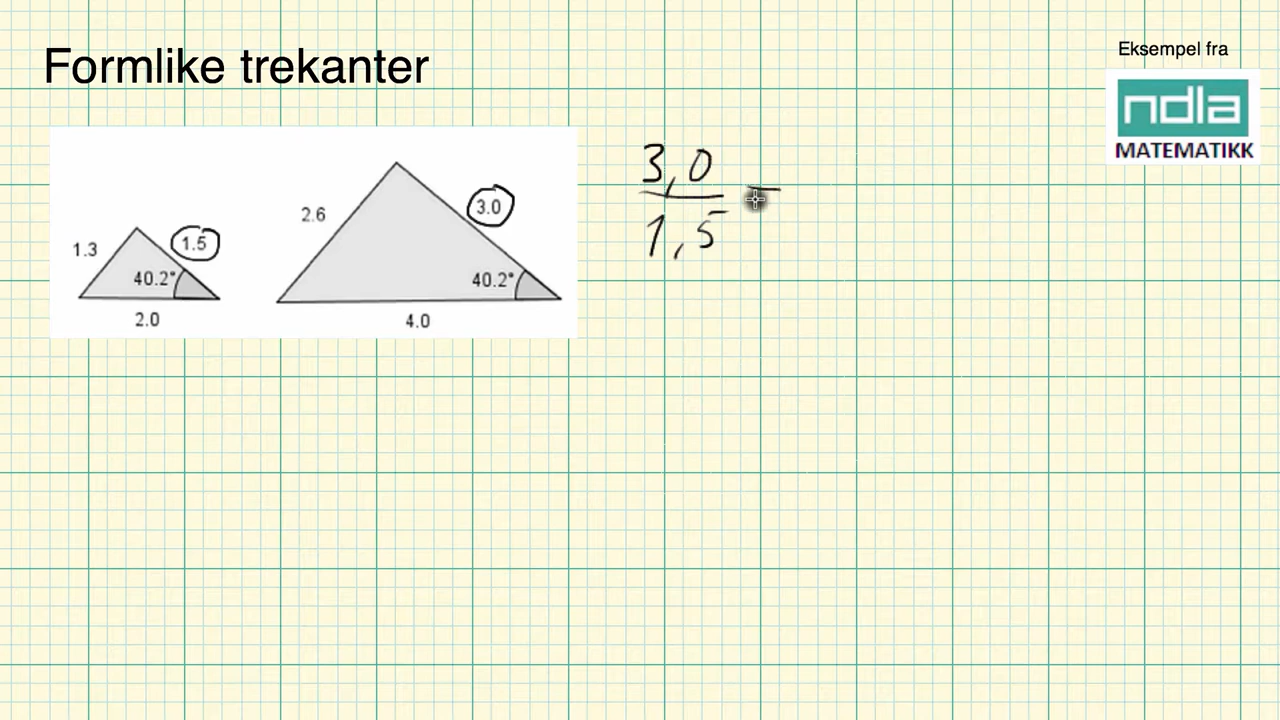 Formlike trekanter
Eksempel fra
ndla
MATEMATIKK
1.3
1.5
40.2°
2.0
2.6
3.0
40.2°
4.0
3,0
1,5